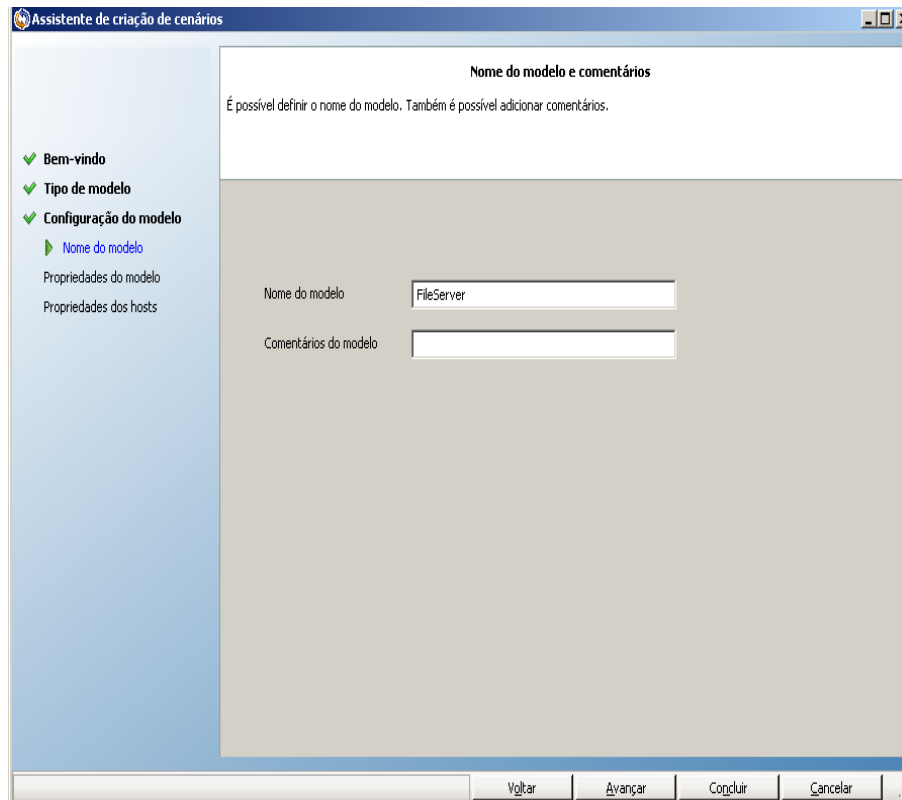 Assistente de criação de cenários
Nome do modelo e comentários
É possível definir o nome do modelo. Também é possível adicionar comentários.
Bem-vindo
Tipo de modelo
Configuração do modelo
Nome do modelo
Propriedades do modelo
Propriedades dos hosts
Nome do modelo
FileServer
Comentários do modelo
Voltar
Avançar
Concluir
Cancelar